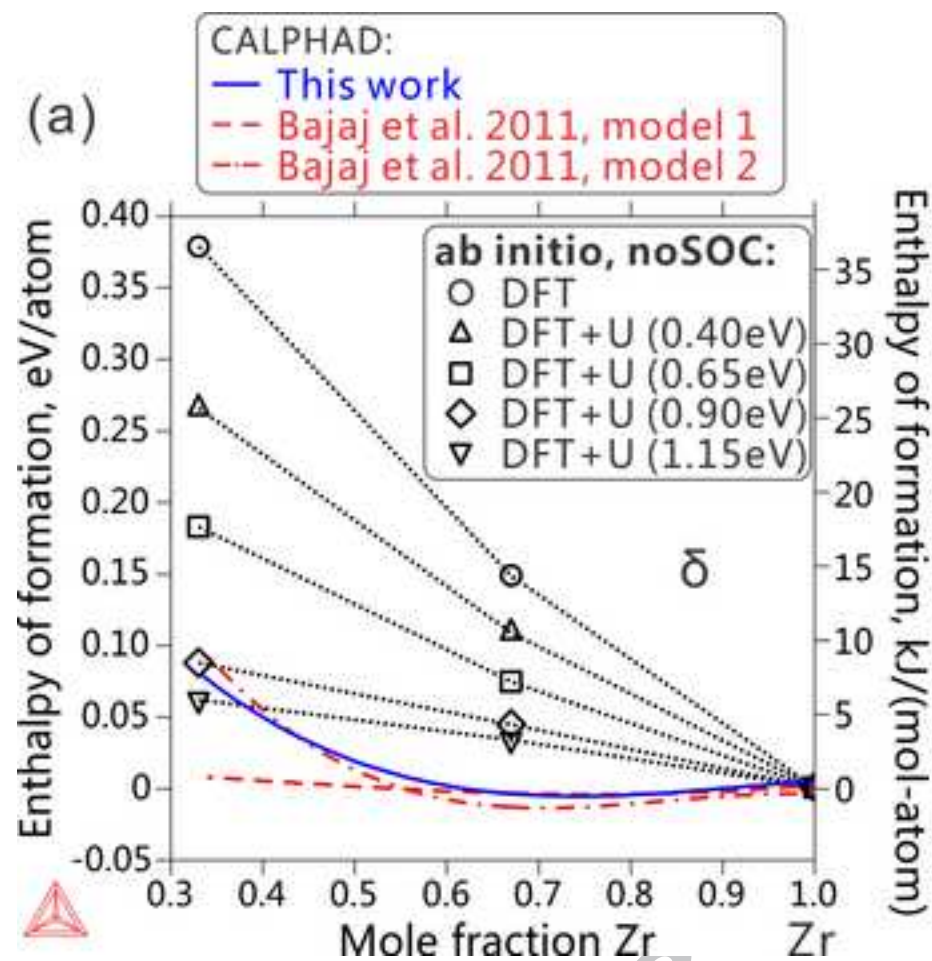 CALPHAD:
This work
(a)
Bajaj et al. 2011, model 1
Bajaj et al. 2011, model 2
Enthalpy of formation, eV/atom
0.40
0.35
0.30
0.25
0.20
0.15
0.10
0.05
0
-0.05
ab initio, noSOC:
DFT
DFT+U (0.40eV)
DFT+U (0.65eV)
DFT+U (0.90eV)
DFT+U (1.15eV)
δ
35
30
25
20
15
10
5
0
Enthalpy of formation, kJ/(mol-atom)
0.3 0.4 0.5 0.6 0.7 0.8 0.9 1.0
Mole fraction Zr Zr